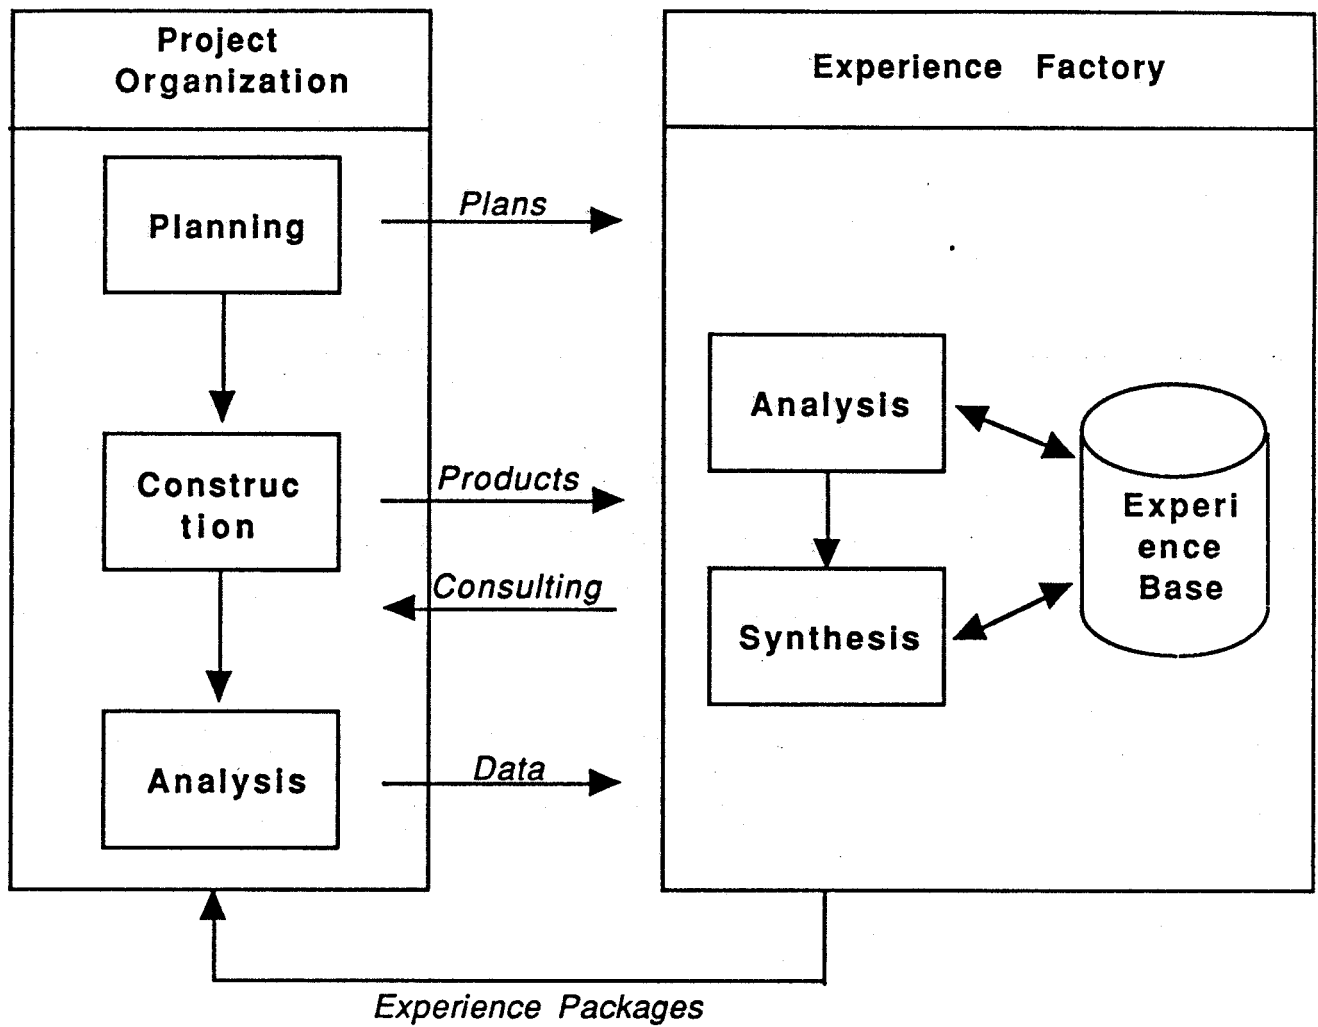 Project
Organization
Experience Factory
Planning
Plans
Construc
tion
Products
Consulting
Analysis
Data
Analysis
Synthesis
Experi
ence
Base
Experience Packages